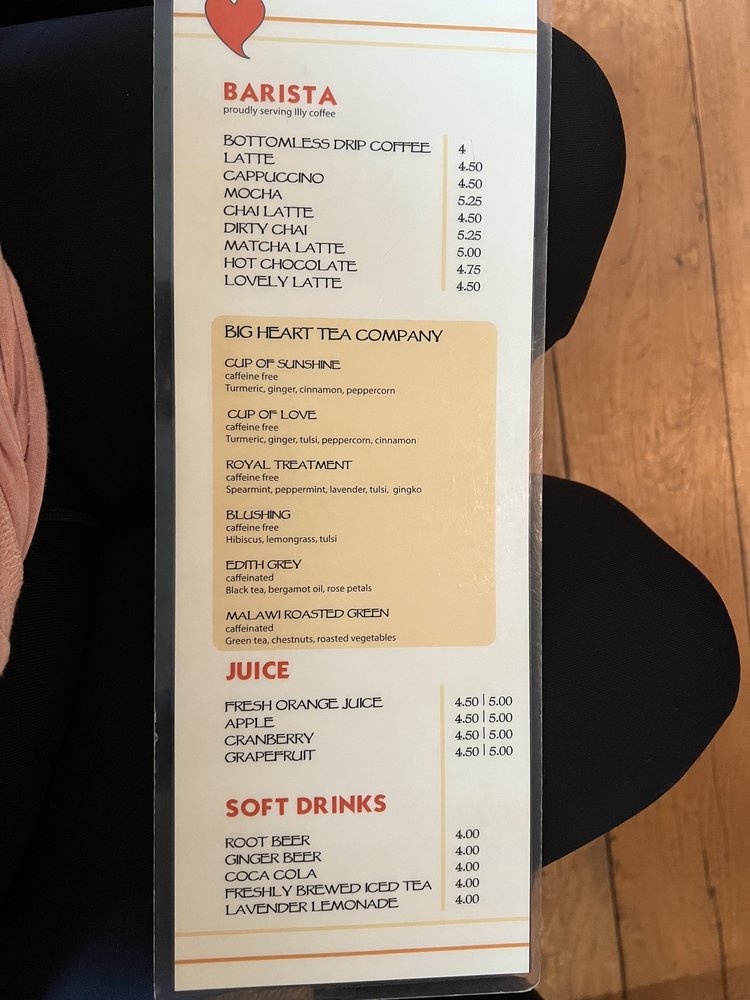 BARISTA
proudly serving Illy coffee
BOTTOMLESS DRIP COFFEE 4
LATTE 4.50
CAPPUCCINO 4.50
MOCHA 5.25
CHAI LATTE 4.50
DIRTY CHAI 5.25
MATCHA LATTE 5.00
HOT CHOCOLATE 4.75
LOVELY LATTE 4.50
BIG HEART TEA COMPANY
CUP OF SUNSHINE
caffeine free
Turmeric, ginger, cinnamon, peppercorn
CUP OF LOVE
caffeine free
Turmeric, ginger, tulsi, peppercorn, cinnamon
ROYAL TREATMENT
caffeine free
Spearmint, peppermint, lavender, tulsi, gingko
BLUSHING
caffeine free
Hibiscus, lemongrass, tulsi
EDITH GREY
caffeinated
Black tea, bergamot oil, rose petals
MALAWI ROASTED GREEN
caffeinated
Green tea, chestnuts, roasted vegetables
JUICE
FRESH ORANGE JUICE 4.50 | 5.00
APPLE 4.50 | 5.00
CRANBERRY 4.50 | 5.00
GRAPEFRUIT 4.50 | 5.00
SOFT DRINKS
ROOT BEER 4.00
GINGER BEER 4.00
COCA COLA 4.00
FRESHLY BREWED ICED TEA 4.00
LAVENDER LEMONADE 4.00